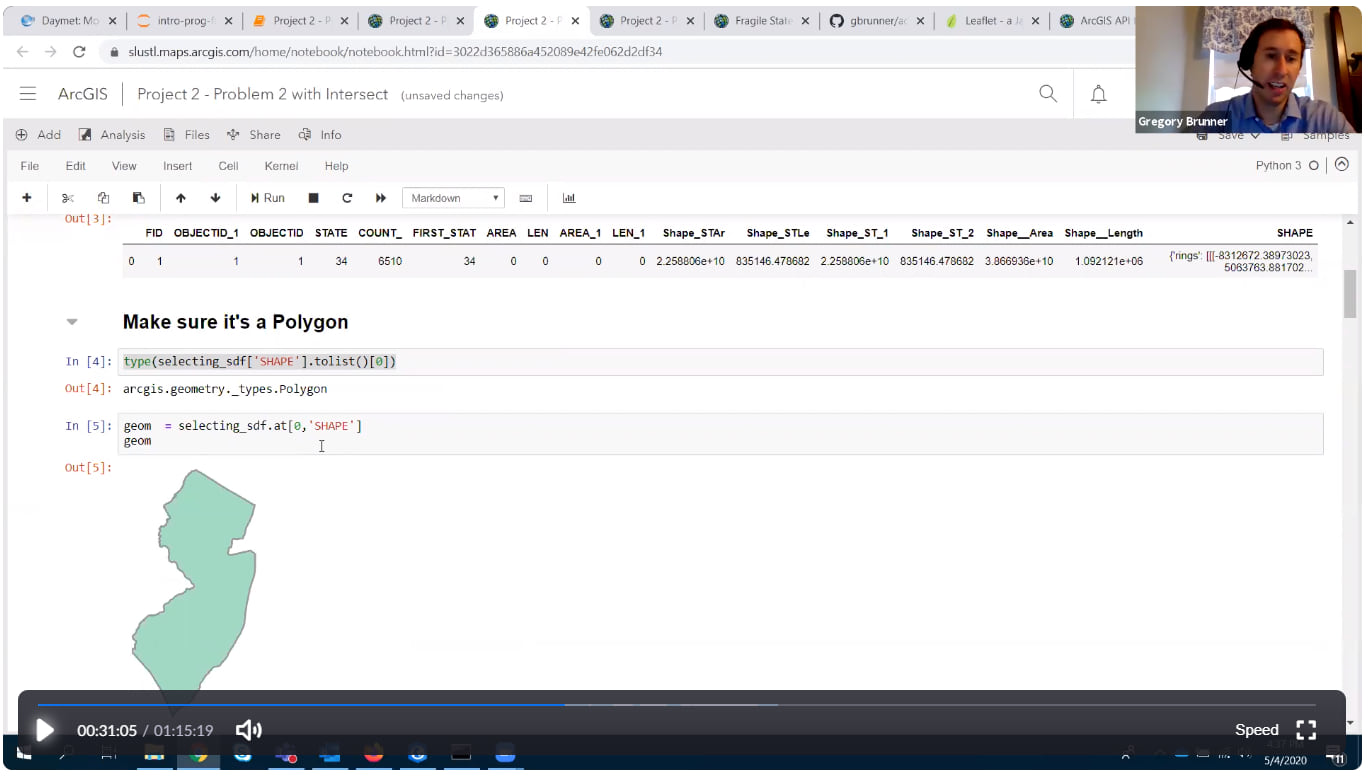 Daymet: Mo
intro-prog-f
Project 2 - P
Project 2 - P
Project 2 - P
Project 2 - P
Fragile State
gbrunner/ac
Leaflet - a Ja
ArcGIS API
slustl.maps.arcgis.com/home/notebook/notebook.html?id=3022d365886a452089e42fe062d2df34
ArcGIS Project 2 - Problem 2 with Intersect (unsaved changes)
Gregory Brunner
Add Analysis Files Share Info Save Samples
File Edit View Insert Cell Kernel Help Python 3
Run Markdown
Out[3]:
FID OBJECTID_1 OBJECTID STATE COUNT_ FIRST_STAT AREA LEN AREA_1 LEN_1 Shape_STAr Shape_STLe Shape_ST_1 Shape_ST_2 Shape__Area Shape__Length SHAPE
0 1 1 1 34 6510 34 0 0 0 0 2.258806e+10 835146.478682 2.258806e+10 835146.478682 3.866936e+10 1.092121e+06 {'rings': [[[-8312672.38973023,
5063763.881702...
Make sure it's a Polygon
In [4]: type(selecting_sdf['SHAPE'].tolist()[0])
Out[4]: arcgis.geometry._types.Polygon
In [5]: geom = selecting_sdf.at[0,'SHAPE']
geom
Out[5]:
00:31:05 / 01:15:19 Speed
4:37 PM
5/4/2020
11